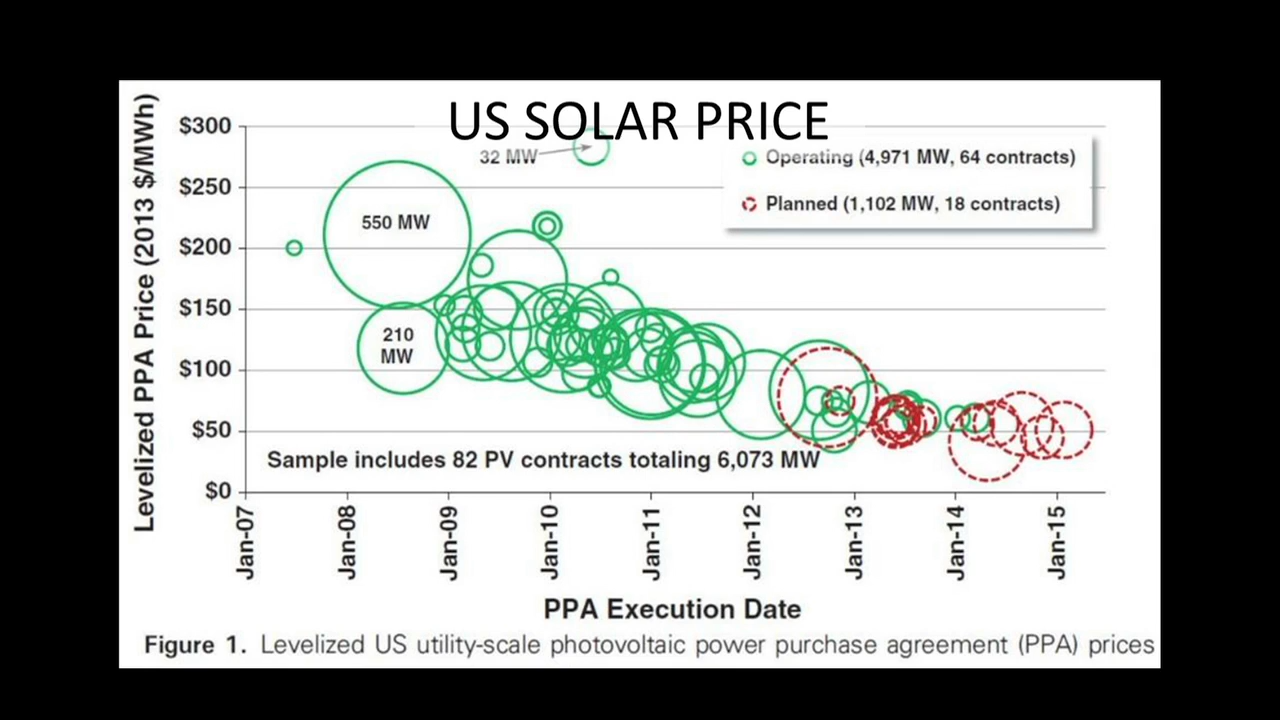 US SOLAR PRICE
Levelized PPA Price (2013 $/MWh)
$300
$250
$200
$150
$100
$50
$0
32 MW
550 MW
210
MW
Operating (4,971 MW, 64 contracts)
Planned (1,102 MW, 18 contracts)
Sample includes 82 PV contracts totaling 6,073 MW
Jan-07
Jan-08
Jan-09
Jan-10
Jan-11
Jan-12
Jan-13
Jan-14
Jan-15
PPA Execution Date
Figure 1. Levelized US utility-scale photovoltaic power purchase agreement (PPA) prices